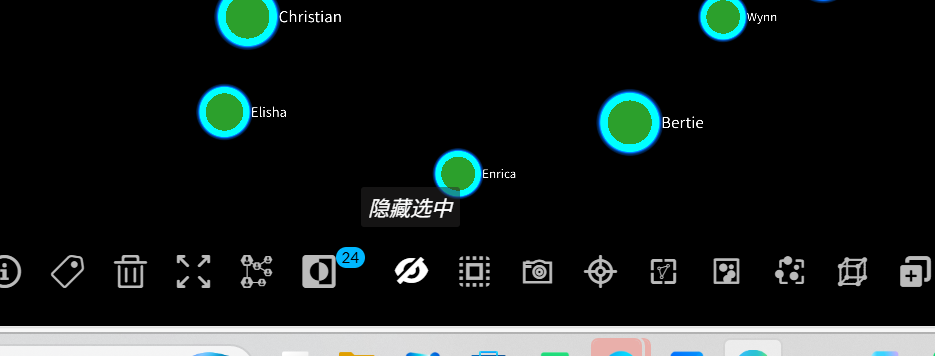 Christian
Wynn
Elisha
Bertie
Enrica
隐藏选中
24